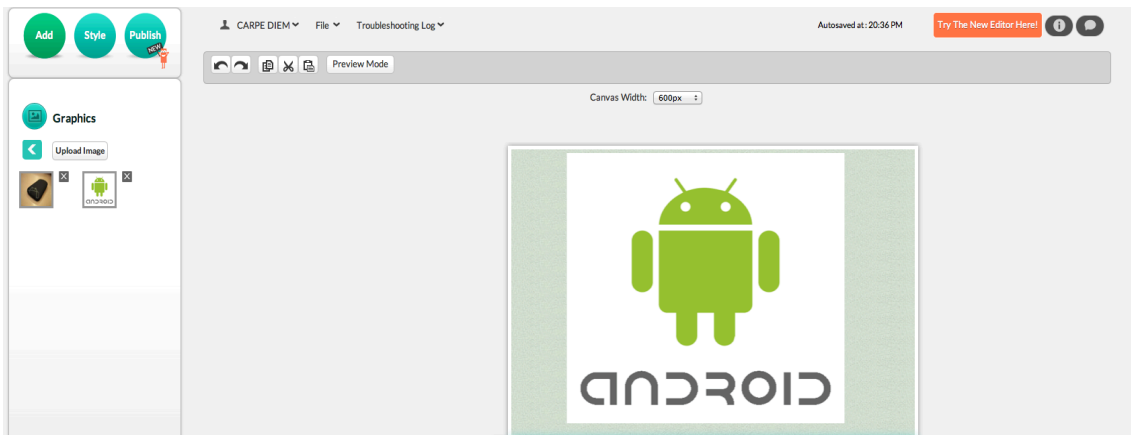 Add
Style
Publish
NEW
CARPE DIEM
File
Troubleshooting Log
Autosaved at: 20:36 PM
Try The New Editor Here!
Preview Mode
Canvas Width:
600px
Graphics
Upload Image
X
X
ANDROID
ANDROID